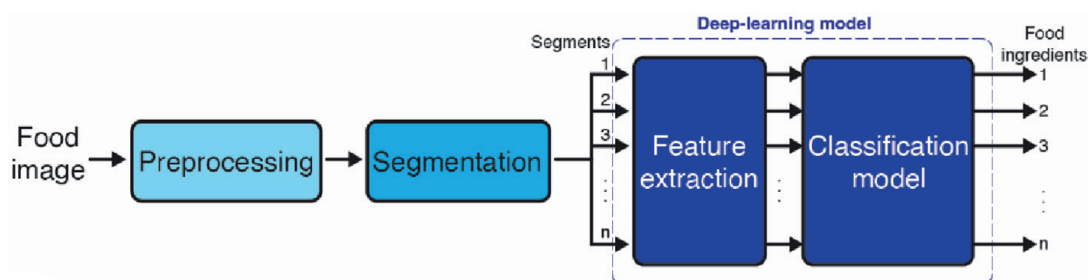 Deep-learning model
Segments
Food
ingredients
1
2
3
n
Food
image
Preprocessing
Segmentation
Feature
extraction
Classification
model
1
2
3
n